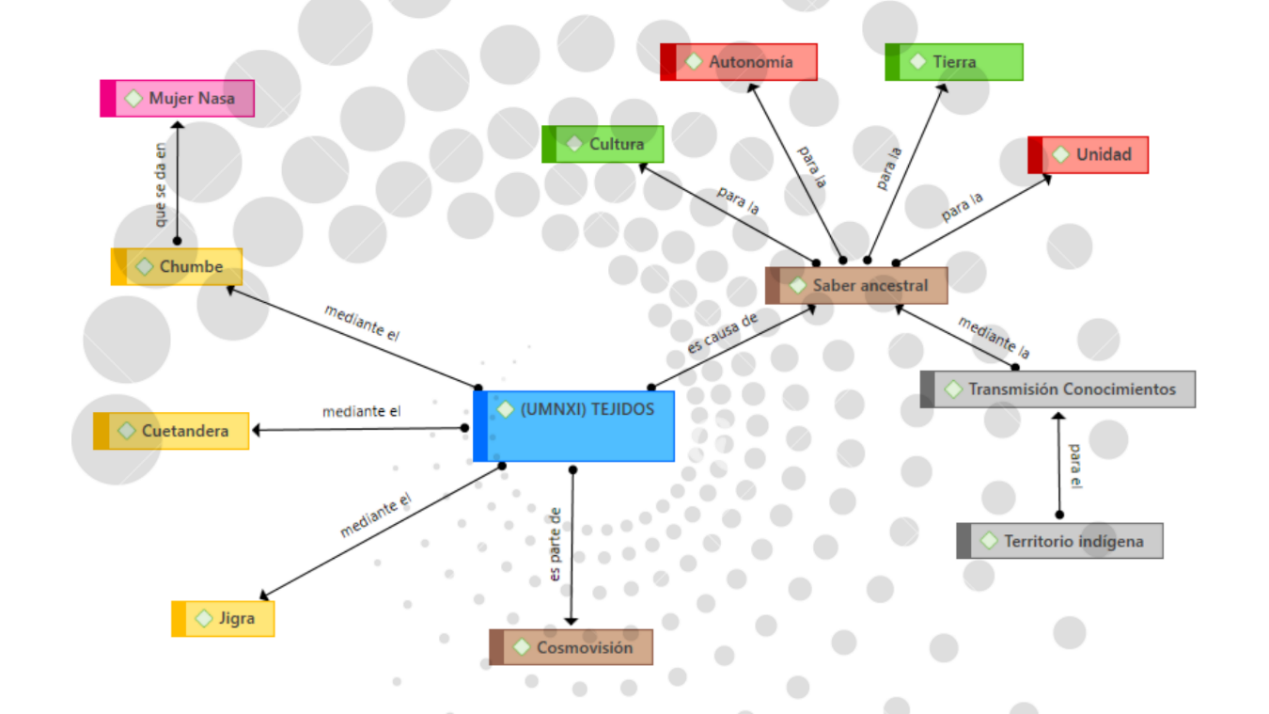 Autonomía
Tierra
Mujer Nasa
Cultura
Unidad
que se da en
para la
para la
para la
para la
Chumbe
Saber ancestral
mediante el
es causa de
mediante la
Transmisión Conocimientos
(UMNXI) TEJIDOS
mediante el
Cuetandera
para el
mediante el
es parte de
Territorio indígena
Jigra
Cosmovisión